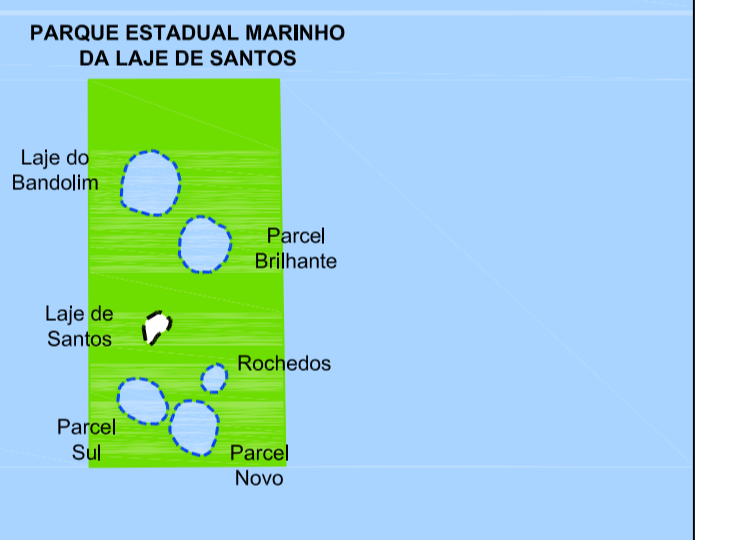 PARQUE ESTADUAL MARINHO
DA LAJE DE SANTOS
Laje do
Bandolim
Parcel
Brilhante
Laje de
Santos
Rochedos
Parcel
Sul
Parcel
Novo